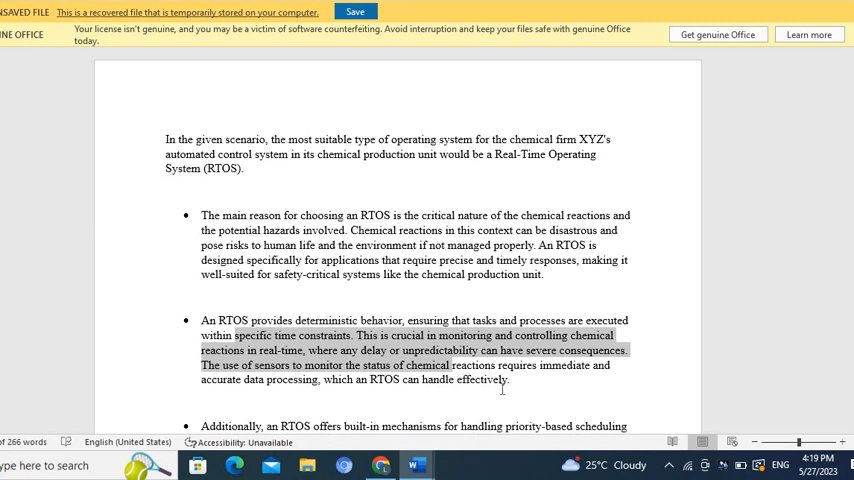 NSAVED FILE This is a recovered file that is temporarily stored on your computer. Save
INE OFFICE Your license isn't genuine, and you may be a victim of software counterfeiting. Avoid interruption and keep your files safe with genuine Office
today.
Get genuine Office Learn more
In the given scenario, the most suitable type of operating system for the chemical firm XYZ's
automated control system in its chemical production unit would be a Real-Time Operating
System (RTOS).
• The main reason for choosing an RTOS is the critical nature of the chemical reactions and
the potential hazards involved. Chemical reactions in this context can be disastrous and
pose risks to human life and the environment if not managed properly. An RTOS is
designed specifically for applications that require precise and timely responses, making it
well-suited for safety-critical systems like the chemical production unit.
• An RTOS provides deterministic behavior, ensuring that tasks and processes are executed
within specific time constraints. This is crucial in monitoring and controlling chemical
reactions in real-time, where any delay or unpredictability can have severe consequences.
The use of sensors to monitor the status of chemical reactions requires immediate and
accurate data processing, which an RTOS can handle effectively.
• Additionally, an RTOS offers built-in mechanisms for handling priority-based scheduling
of 266 words English (United States) Accessibility: Unavailable
here to search 25°C Cloudy ENG 4:19 PM
5/27/2023